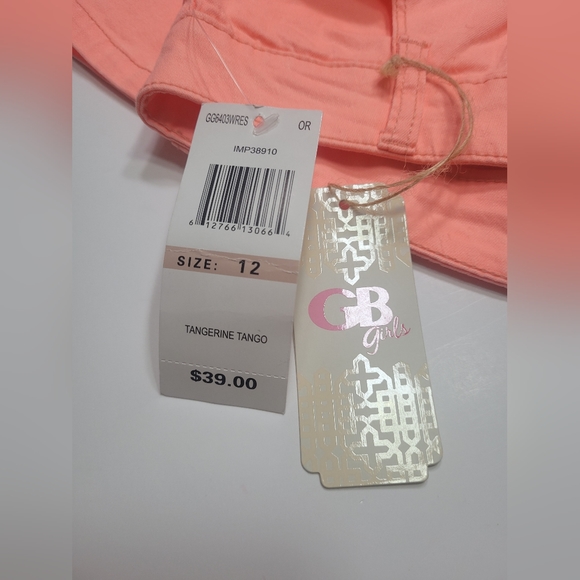 GG6403WRES OR
IMP38910
6 12766 13066 4
SIZE: 12
TANGERINE TANGO
$39.00
GB
girls